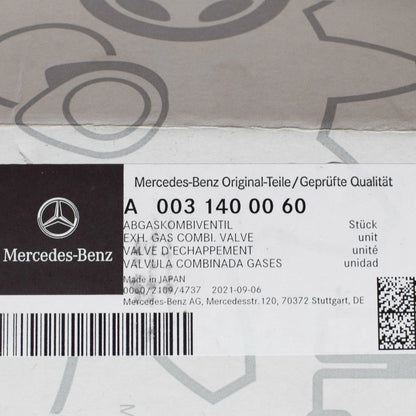 Mercedes-Benz Original-Teile/Geprüfte Qualität
A 003 140 00 60
ABGASKOMBIVENTIL Stück
EXH. GAS COMBI. VALVE unit
VALVE D'ECHAPPEMENT unité
VALVULA COMBINADA GASES unidad
Mercedes-Benz
Made in JAPAN
0060/2109/4737 2021-09-06
Mercedes-Benz AG, Mercedesstr.120, 70372 Stuttgart, DE